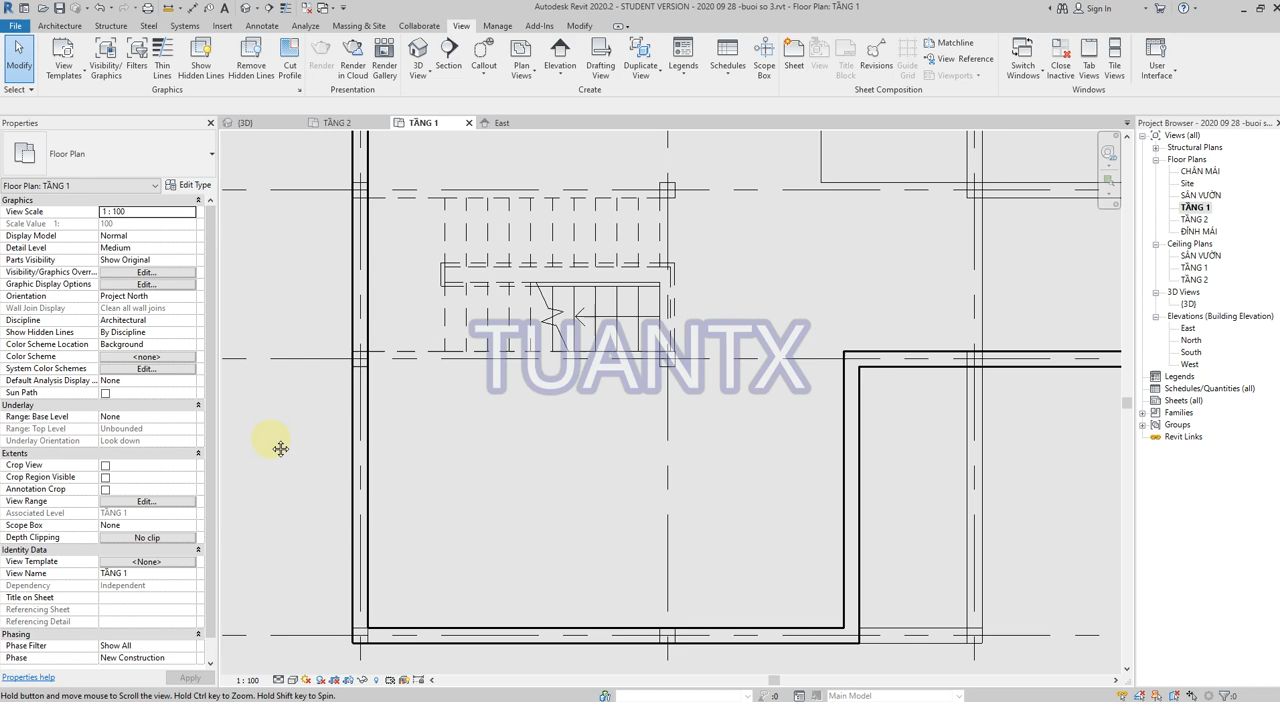 Autodesk Revit 2020.2 - STUDENT VERSION - 2020 09 28 -buoi so 3.rvt - Floor Plan: TẦNG 1
Sign In
File Architecture Structure Steel Systems Insert Annotate Analyze Massing & Site Collaborate View Manage Add-Ins Modify
Modify
View Templates
Visibility/ Graphics
Filters
Thin Lines
Show Hidden Lines
Remove Hidden Lines
Cut Profile
Render
Render in Cloud
Render Gallery
3D View
Section
Callout
Plan Views
Elevation
Drafting View
Duplicate View
Legends
Schedules
Scope Box
Sheet
View
Title Block
Revisions
Guide Grid
Matchline
View Reference
Viewports
Switch Windows
Close Inactive
Tab Views
Tile Views
User Interface
Select Graphics Presentation Create Sheet Composition Windows
Properties
{3D} TẦNG 2 TẦNG 1 East
Project Browser - 2020 09 28 -buoi s...
Floor Plan
Floor Plan: TẦNG 1 Edit Type
Graphics
View Scale 1 : 100
Scale Value 1: 100
Display Model Normal
Detail Level Medium
Parts Visibility Show Original
Visibility/Graphics Overr... Edit...
Graphic Display Options Edit...
Orientation Project North
Wall Join Display Clean all wall joins
Discipline Architectural
Show Hidden Lines By Discipline
Color Scheme Location Background
Color Scheme <none>
System Color Schemes Edit...
Default Analysis Display ... None
Sun Path
Underlay
Range: Base Level None
Range: Top Level Unbounded
Underlay Orientation Look down
Extents
Crop View
Crop Region Visible
Annotation Crop
View Range Edit...
Associated Level TẦNG 1
Scope Box None
Depth Clipping No clip
Identity Data
View Template <None>
View Name TẦNG 1
Dependency Independent
Title on Sheet
Referencing Sheet
Referencing Detail
Phasing
Phase Filter Show All
Phase New Construction
Properties help Apply
TUANTX
Views (all)
Structural Plans
Floor Plans
CHÂN MÁI
Site
SÂN VƯỜN
TẦNG 1
TẦNG 2
ĐỈNH MÁI
Ceiling Plans
SÂN VƯỜN
TẦNG 1
TẦNG 2
3D Views
{3D}
Elevations (Building Elevation)
East
North
South
West
Legends
Schedules/Quantities (all)
Sheets (all)
Families
Groups
Revit Links
1 : 100
Hold button and move mouse to Scroll the view. Hold Ctrl key to Zoom. Hold Shift key to Spin.
:0
Main Model
:0